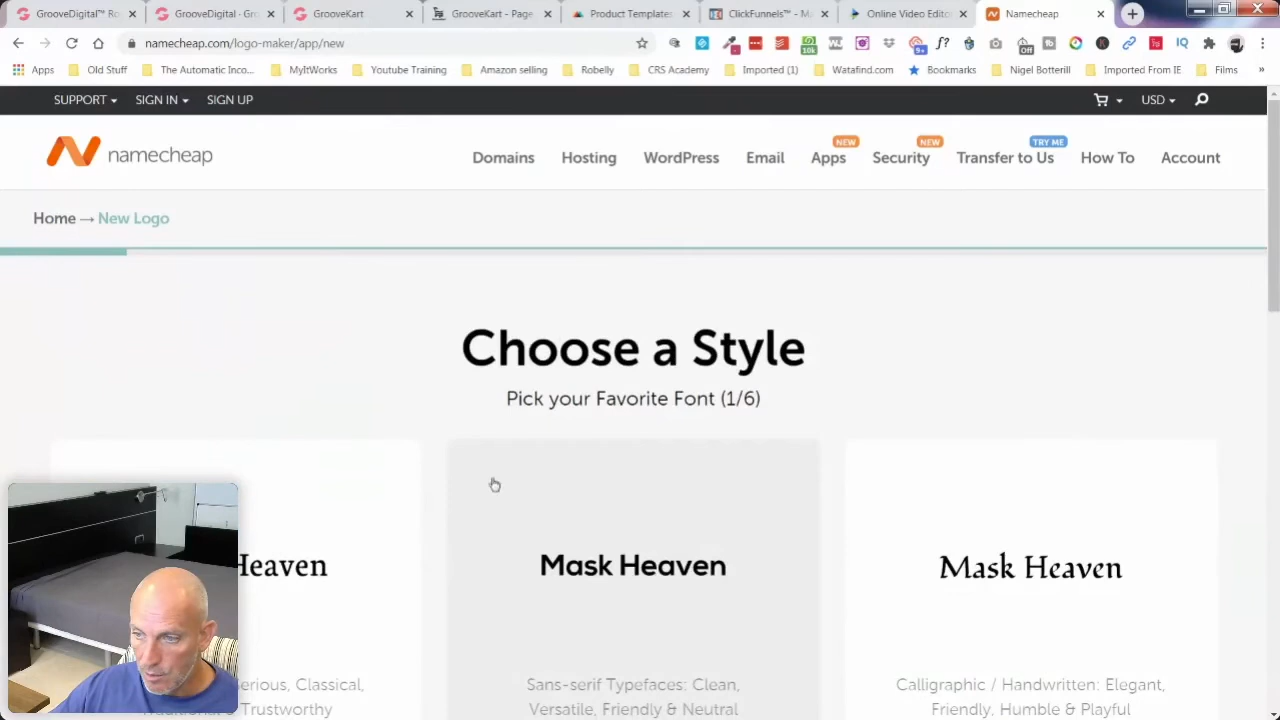 GrooveDigital™ Ro
GrooveDigital - Gr
GrooveKart
GrooveKart - Page
Product Templates
ClickFunnels™ - M
Online Video Edito
Namecheap
namecheap.com/logo-maker/app/new
Apps
Old Stuff
The Automatic Inco...
MyItWorks
Youtube Training
Amazon selling
Robelly
CRS Academy
Imported (1)
Watafind.com
Bookmarks
Nigel Botterill
Imported From IE
Films
SUPPORT
SIGN IN
SIGN UP
USD
namecheap
NEW
NEW
TRY ME
Domains
Hosting
WordPress
Email
Apps
Security
Transfer to Us
How To
Account
Home → New Logo
Choose a Style
Pick your Favorite Font (1/6)
Heaven
Mask Heaven
Mask Heaven
erious, Classical,
Trustworthy
Sans-serif Typefaces: Clean,
Versatile, Friendly & Neutral
Calligraphic / Handwritten: Elegant,
Friendly, Humble & Playful